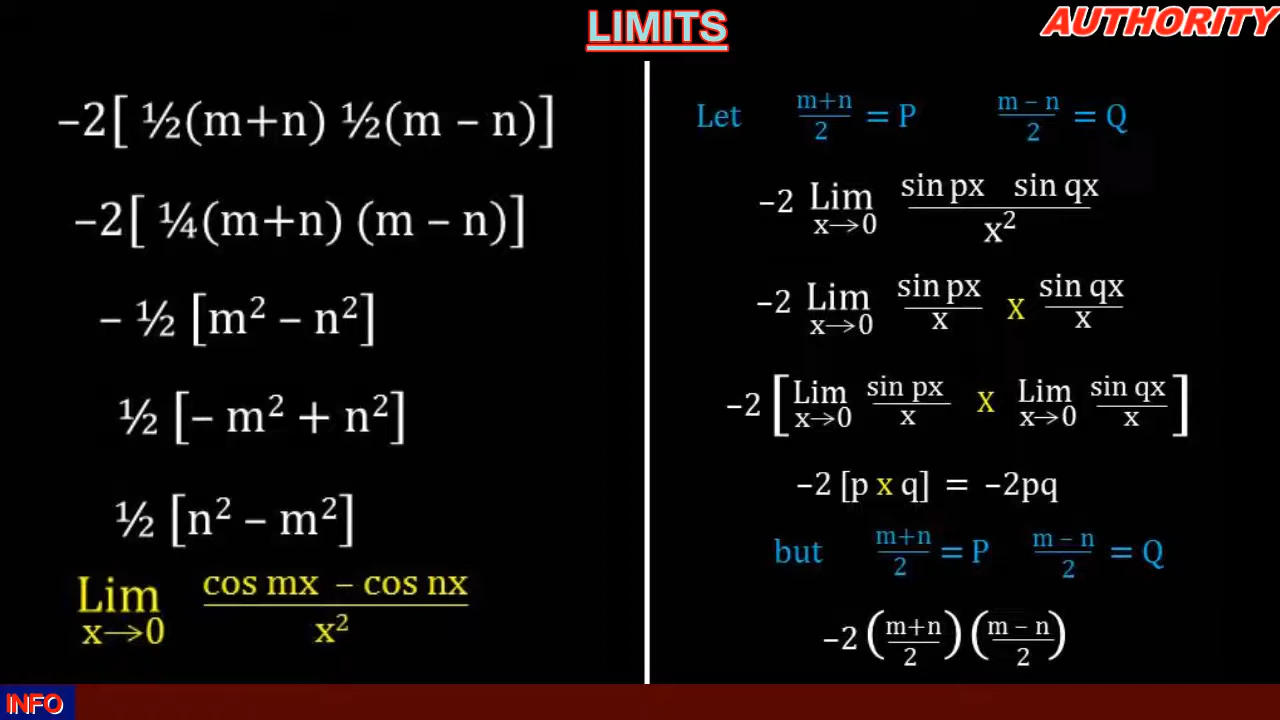 LIMITS
AUTHORITY
–2[ ½(m+n) ½(m – n)]
–2[ ¼(m+n) (m – n)]
– ½ [m² – n²]
½ [– m² + n²]
½ [n² – m²]
Lim x→0 (cos mx – cos nx)/x²
Let m+n/2 = P m – n/2 = Q
–2 Lim x→0 sin px sin qx/x²
–2 Lim x→0 sin px/x x sin qx/x
–2 [Lim x→0 sin px/x X Lim x→0 sin qx/x]
–2 [p x q] = –2pq
but m+n/2 = P m – n/2 = Q
–2 (m+n/2) (m – n/2)
INFO